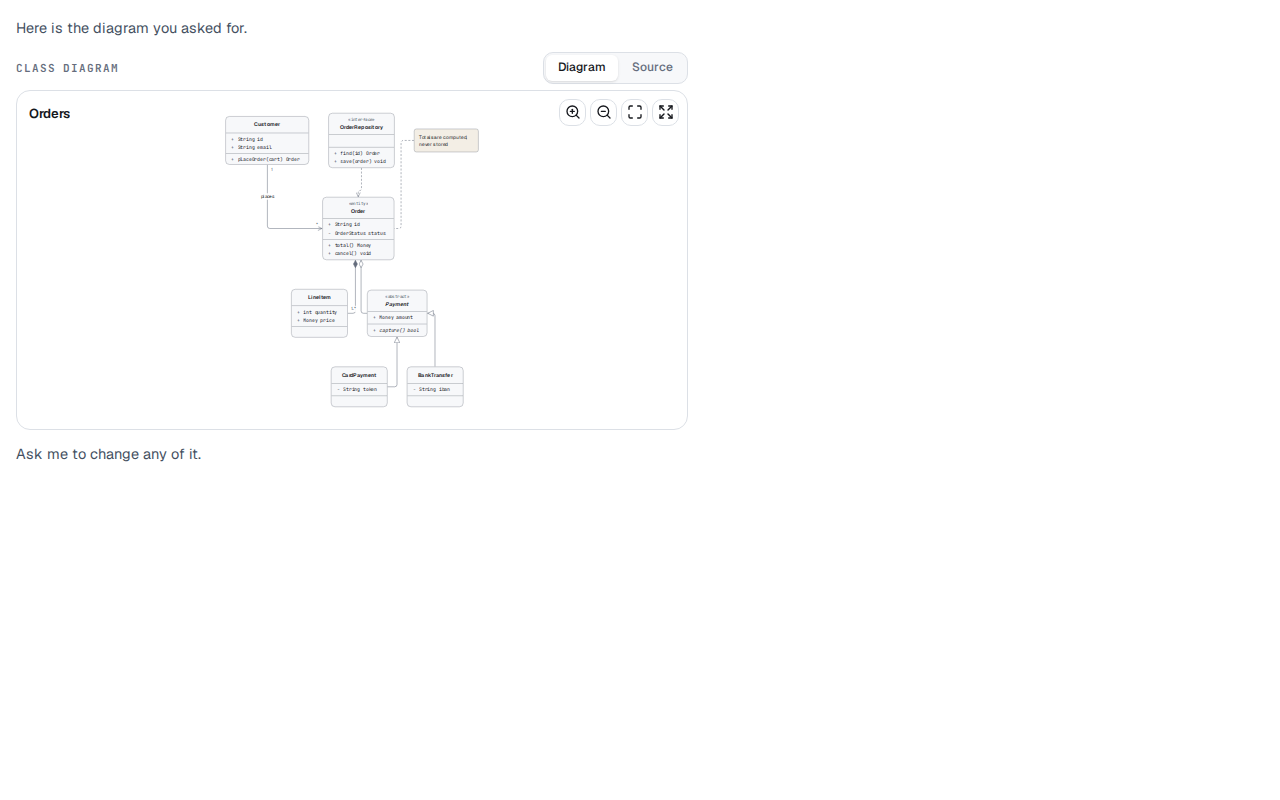 Here is the diagram you asked for.
CLASS DIAGRAM
Diagram
Source
Orders
Customer
+ String id
+ String email
+ placeOrder(cart) Order
1
places
*
«interface»
OrderRepository
+ find(id) Order
+ save(order) void
Totals are computed,
never stored
«entity»
Order
+ String id
- OrderStatus status
+ total() Money
+ cancel() void
LineItem
+ int quantity
+ Money price
«abstract»
Payment
+ Money amount
+ capture() bool
CardPayment
- String token
BankTransfer
- String iban
Ask me to change any of it.